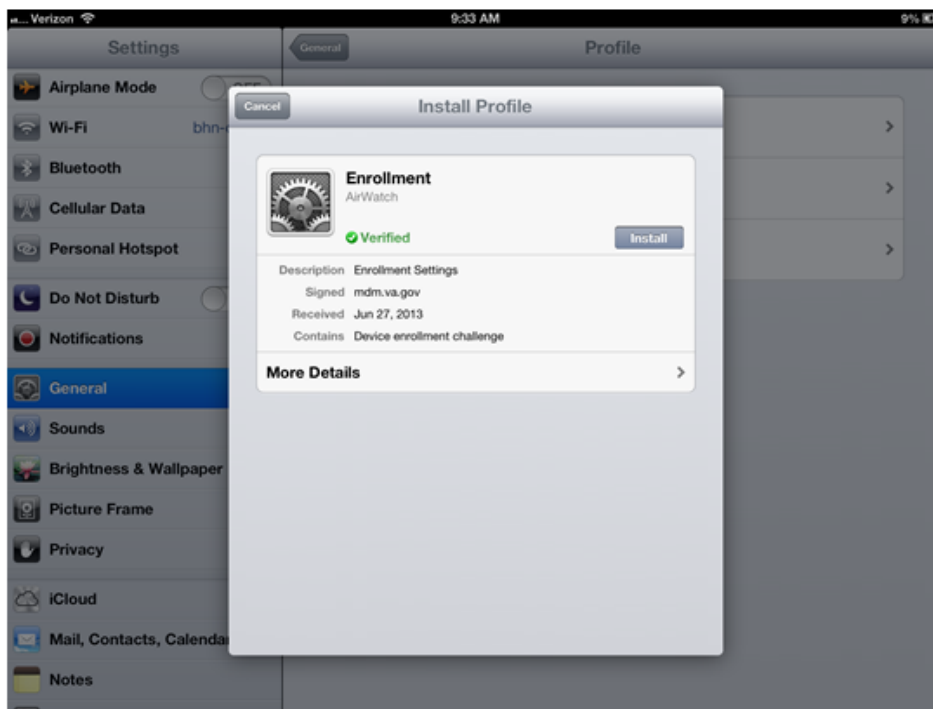 Verizon
9:33 AM
9%
Settings
General
Profile
Airplane Mode
Wi-Fi
Bluetooth
Cellular Data
Personal Hotspot
Do Not Disturb
Notifications
General
Sounds
Brightness & Wallpaper
Picture Frame
Privacy
iCloud
Mail, Contacts, Calenda
Notes
Cancel
Install Profile
Enrollment
AirWatch
Verified
Install
Description Enrollment Settings
Signed mdm.va.gov
Received Jun 27, 2013
Contains Device enrollment challenge
More Details